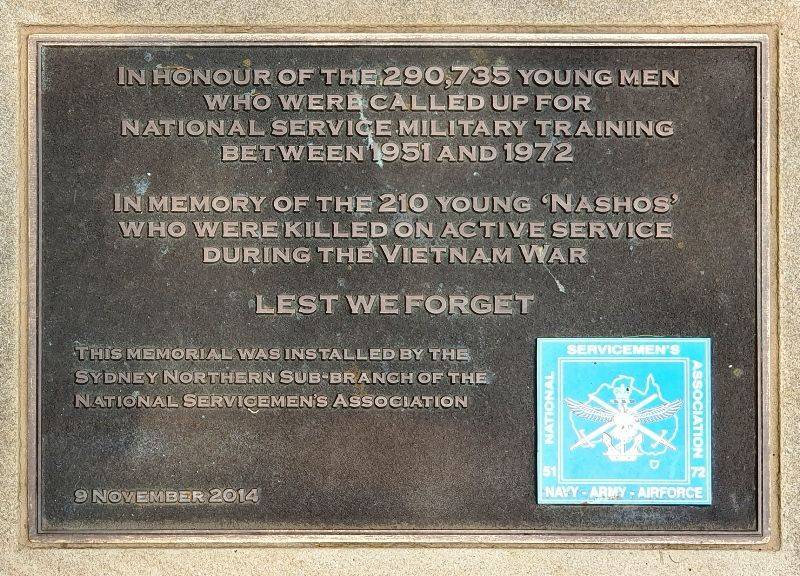 IN HONOUR OF THE 290,735 YOUNG MEN
WHO WERE CALLED UP FOR
NATIONAL SERVICE MILITARY TRAINING
BETWEEN 1951 AND 1972
IN MEMORY OF THE 210 YOUNG ‘NASHOS’
WHO WERE KILLED ON ACTIVE SERVICE
DURING THE VIETNAM WAR
LEST WE FORGET
THIS MEMORIAL WAS INSTALLED BY THE
SYDNEY NORTHERN SUB-BRANCH OF THE
NATIONAL SERVICEMEN'S ASSOCIATION
9 NOVEMBER 2014
NATIONAL
SERVICEMEN'S
ASSOCIATION
51 72
NAVY - ARMY - AIRFORCE